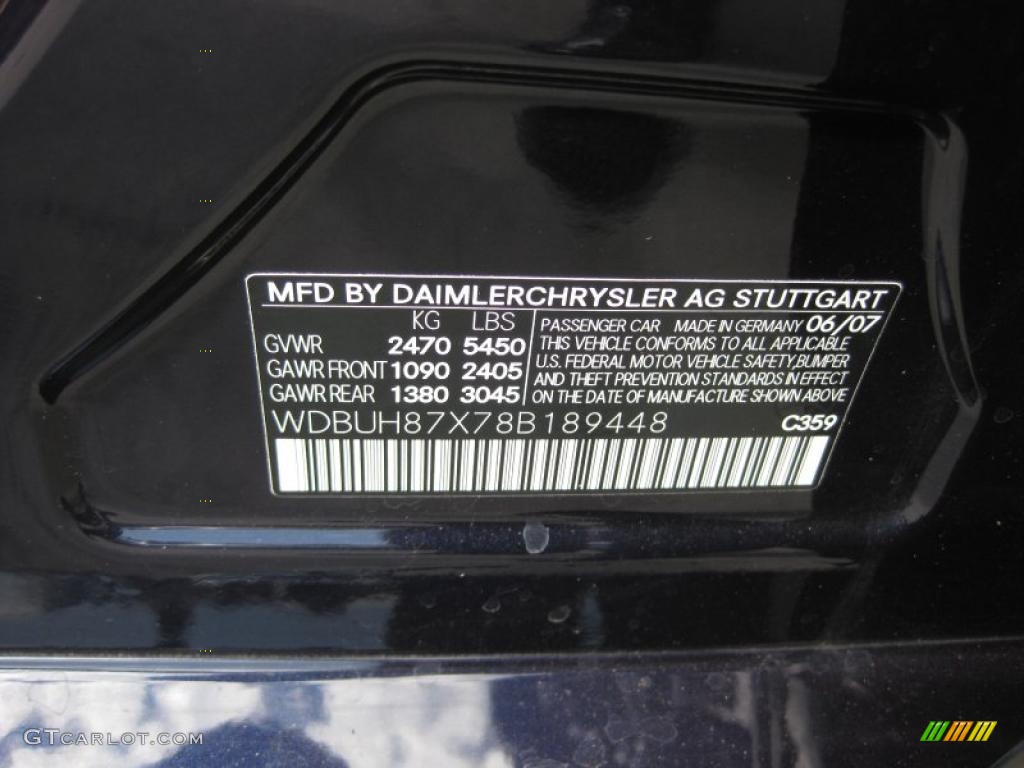 MFD BY DAIMLERCHRYSLER AG STUTTGART
KG LBS
GVWR 2470 5450
GAWR FRONT 1090 2405
GAWR REAR 1380 3045
PASSENGER CAR MADE IN GERMANY 06/07
THIS VEHICLE CONFORMS TO ALL APPLICABLE
U.S. FEDERAL MOTOR VEHICLE SAFETY, BUMPER
AND THEFT PREVENTION STANDARDS IN EFFECT
ON THE DATE OF MANUFACTURE SHOWN ABOVE
WDBUH87X78B189448 C359
GTCARLOT.COM